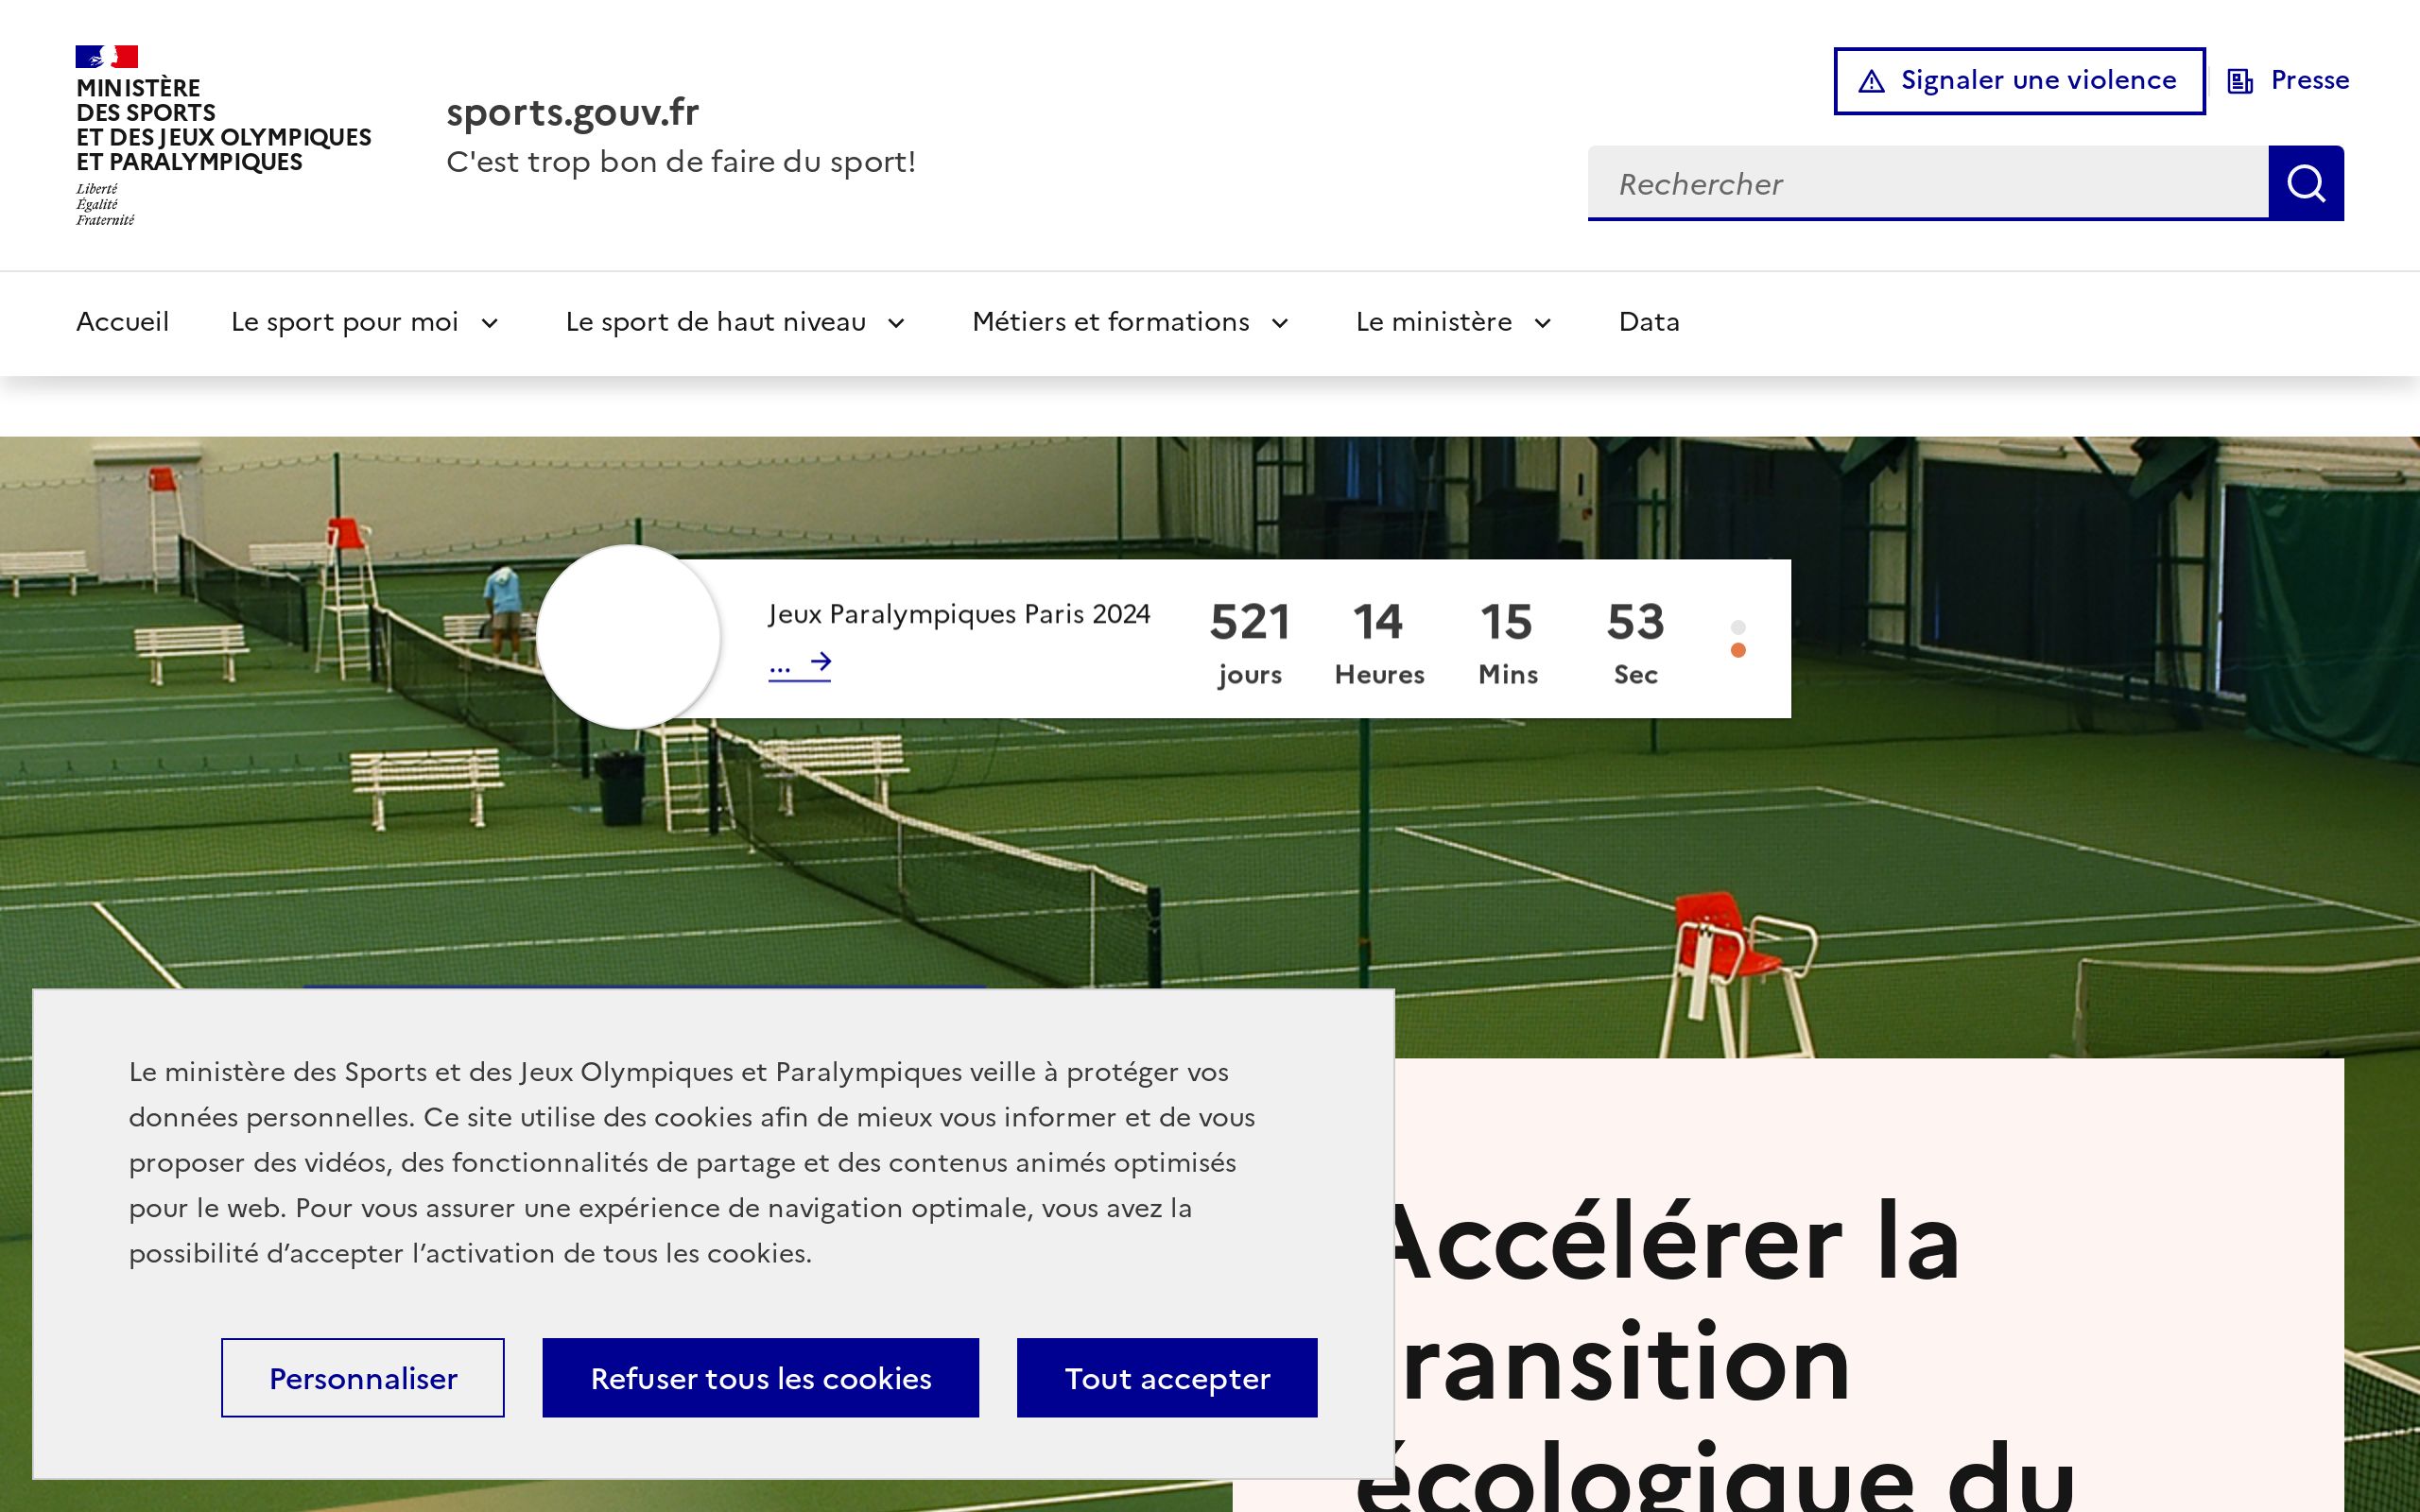 MINISTÈRE
DES SPORTS
ET DES JEUX OLYMPIQUES
ET PARALYMPIQUES
Liberté
Égalité
Fraternité
sports.gouv.fr
C'est trop bon de faire du sport!
Signaler une violence
Presse
Rechercher
Accueil
Le sport pour moi
Le sport de haut niveau
Métiers et formations
Le ministère
Data
Jeux Paralympiques Paris 2024
...
521 14 15 53
jours Heures Mins Sec
Le ministère des Sports et des Jeux Olympiques et Paralympiques veille à protéger vos
données personnelles. Ce site utilise des cookies afin de mieux vous informer et de vous
proposer des vidéos, des fonctionnalités de partage et des contenus animés optimisés
pour le web. Pour vous assurer une expérience de navigation optimale, vous avez la
possibilité d’accepter l’activation de tous les cookies.
Personnaliser
Refuser tous les cookies
Tout accepter
Accélérer la
transition
écologique du